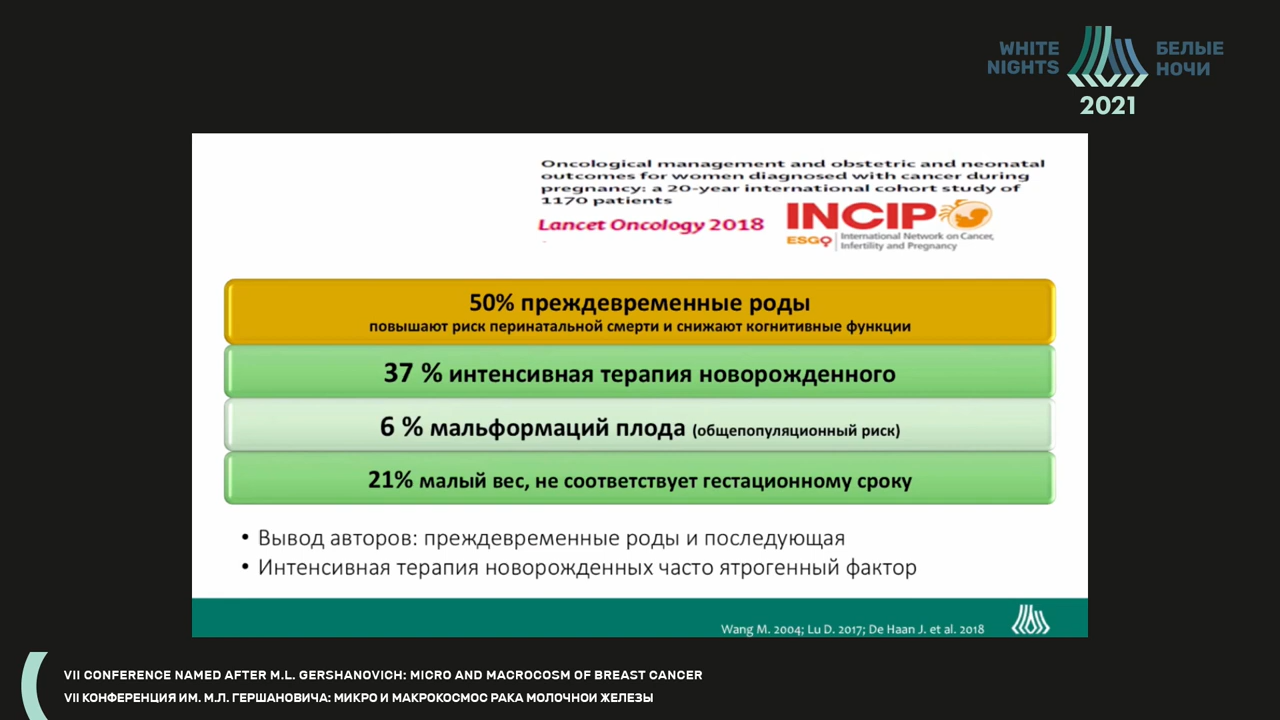 WHITE NIGHTS
БЕЛЫЕ НОЧИ
2021
Oncological management and obstetric and neonatal
outcomes for women diagnosed with cancer during
pregnancy: a 20-year international cohort study of
1170 patients
Lancet Oncology 2018
INCIP
ESGO
International Network on Cancer,
Infertility and Pregnancy
50% преждевременные роды
повышают риск перинатальной смерти и снижают когнитивные функции
37 % интенсивная терапия новорожденного
6 % мальформаций плода (общепопуляционный риск)
21% малый вес, не соответствует гестационному сроку
• Вывод авторов: преждевременные роды и последующая
• Интенсивная терапия новорожденных часто ятрогенный фактор
Wang M. 2004; Lu D. 2017; De Haan J. et al. 2018
VII CONFERENCE NAMED AFTER M.L. GERSHANOVICH: MICRO AND MACROCOSM OF BREAST CANCER
VII КОНФЕРЕНЦИЯ ИМ. М.Л. ГЕРШАНОВИЧА: МИКРО И МАКРОКОСМОС РАКА МОЛОЧНОЙ ЖЕЛЕЗЫ